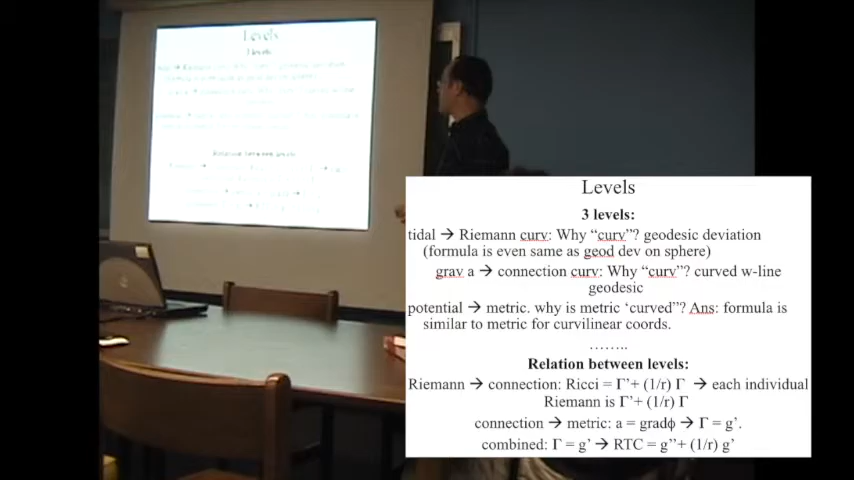 Levels
3 levels:
Levels
3 levels:
tidal → Riemann curv: Why “curv”? geodesic deviation
(formula is even same as geod dev on sphere)
grav a → connection curv: Why “curv”? curved w-line
geodesic
potential → metric. why is metric ‘curved”? Ans: formula is
similar to metric for curvilinear coords.
........
Relation between levels:
Riemann → connection: Ricci = Γ’+ (1/r) Γ → each individual
Riemann is Γ’+ (1/r) Γ
connection → metric: a = gradϕ → Γ = g’.
combined: Γ = g’ → RTC = g’’+ (1/r) g’